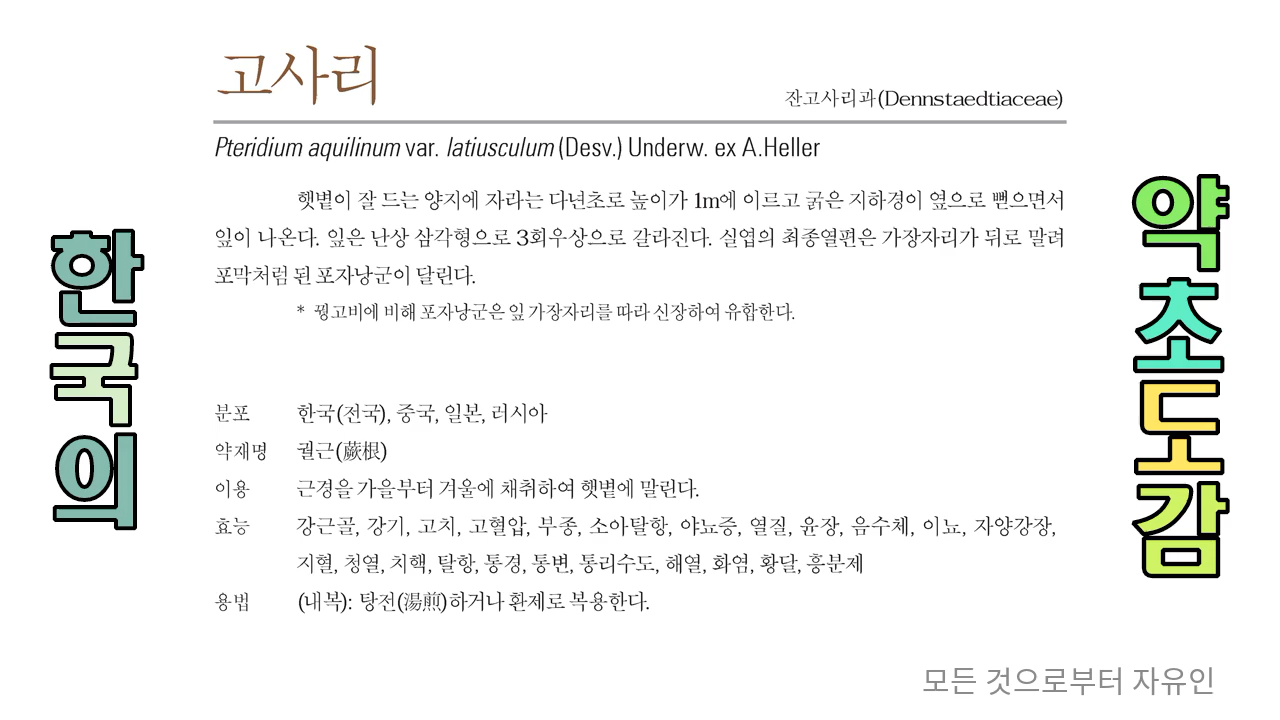 고사리
잔고사리과(Dennstaedtiaceae)
Pteridium aquilinum var. latiusculum (Desv.) Underw. ex A.Heller
햇볕이 잘 드는 양지에 자라는 다년초로 높이가 1m에 이르고 굵은 지하경이 옆으로 뻗으면서
잎이 나온다. 잎은 난상 삼각형으로 3회우상으로 갈라진다. 실엽의 최종열편은 가장자리가 뒤로 말려
포막처럼 된 포자낭군이 달린다.
* 꿩고비에 비해 포자낭군은 잎 가장자리를 따라 신장하여 유합한다.
분포 한국(전국), 중국, 일본, 러시아
약재명 궐근(蕨根)
이용 근경을 가을부터 겨울에 채취하여 햇볕에 말린다.
효능 강근골, 강기, 고치, 고혈압, 부종, 소아탈항, 야뇨증, 열질, 윤장, 음수체, 이뇨, 자양강장,
지혈, 청열, 치핵, 탈항, 통경, 통변, 통리수도, 해열, 화염, 황달, 흥분제
용법 (내복): 탕전(湯煎)하거나 환제로 복용한다.
한국의
약초도감
모든 것으로부터 자유인